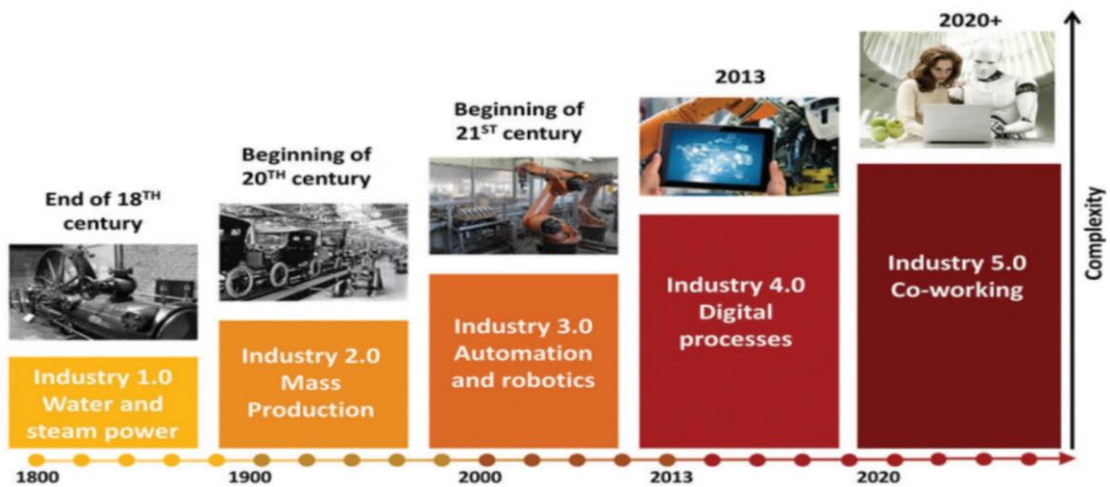 2020+
2013
Beginning of
21ST century
Beginning of
20TH century
End of 18TH
century
Industry 1.0
Water and
steam power
Industry 2.0
Mass
Production
Industry 3.0
Automation
and robotics
Industry 4.0
Digital
processes
Industry 5.0
Co-working
Complexity
1800
1900
2000
2013
2020